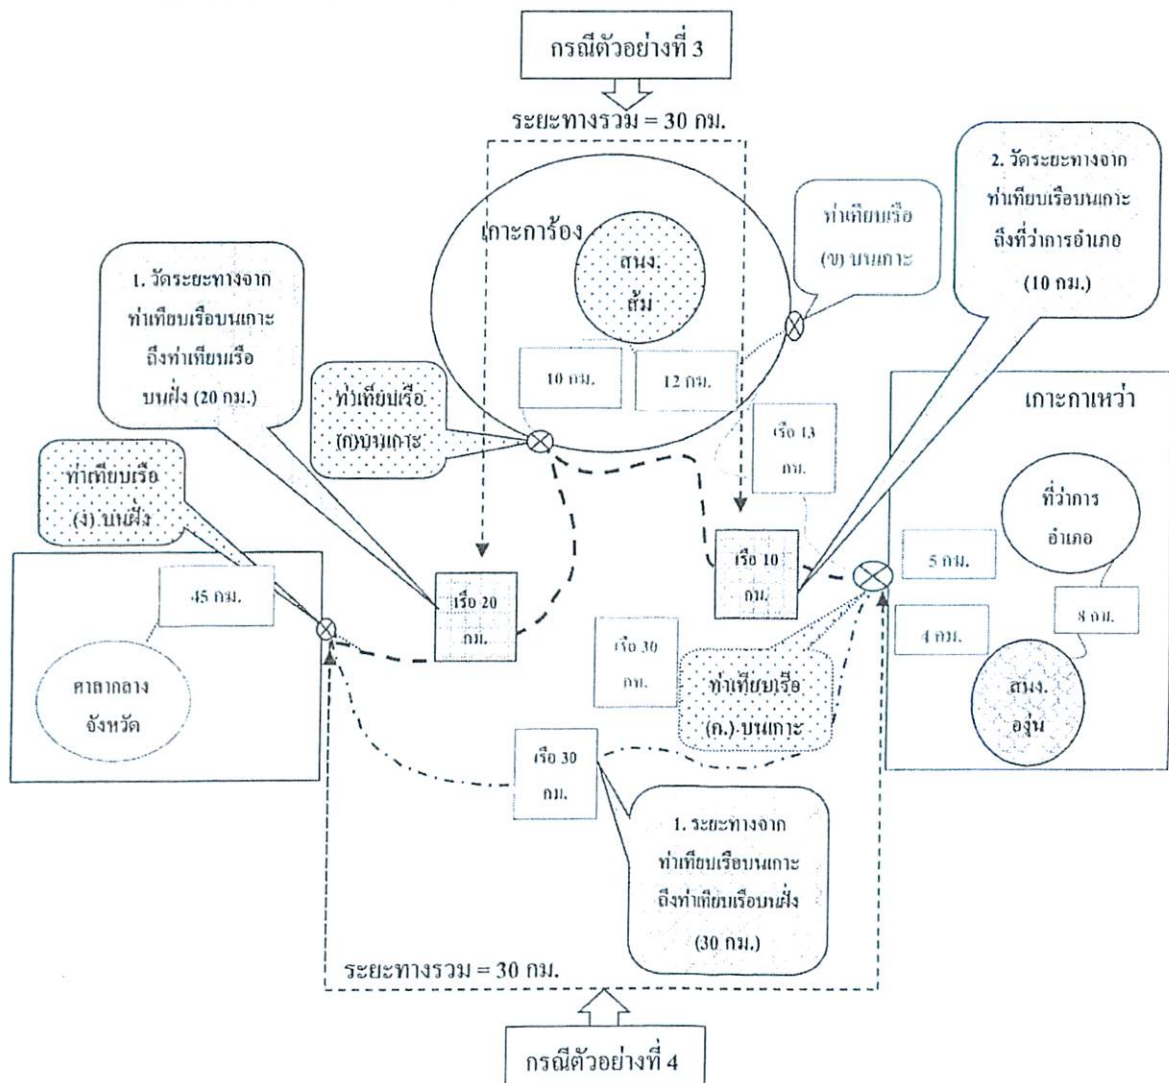 กรณีตัวอย่างที่ 3
ระยะทางรวม = 30 กม.
2. วัดระยะทางจาก
ท่าเทียบเรือบนเกาะ
ถึงที่ว่าการอำเภอ
(10 กม.)
ท่าเทียบเรือ
(ข) บนเกาะ
เกาะการ้อง
สนง.
ส้ม
1. วัดระยะทางจาก
ท่าเทียบเรือบนเกาะ
ถึงท่าเทียบเรือ
บนฝั่ง (20 กม.)
10 กม.
12 กม.
ท่าเทียบเรือ
(ก)บนเกาะ
เกาะกาเหว่า
เรือ 13
กม.
ท่าเทียบเรือ
(ง) บนฝั่ง
ที่ว่าการ
อำเภอ
45 กม.
เรือ 20
กม.
เรือ 10
กม.
5 กม.
8 กม.
4 กม.
เรือ 30
กม.
ท่าเทียบเรือ
(ค.) บนเกาะ
ศาลากลาง
จังหวัด
สนง.
องุ่น
เรือ 30
กม.
1. ระยะทางจาก
ท่าเทียบเรือบนเกาะ
ถึงท่าเทียบเรือบนฝั่ง
(30 กม.)
ระยะทางรวม = 30 กม.
กรณีตัวอย่างที่ 4